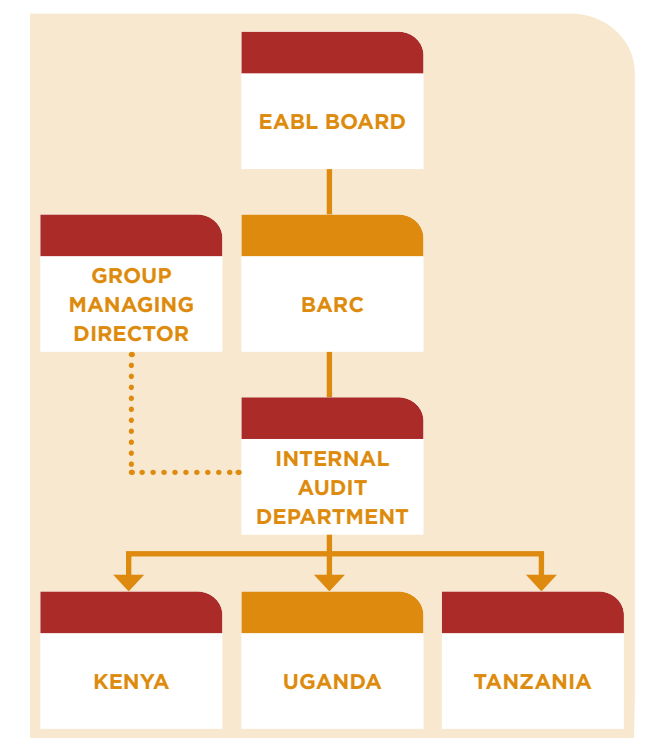 EABL BOARD
GROUP
MANAGING
DIRECTOR
BARC
INTERNAL
AUDIT
DEPARTMENT
KENYA
UGANDA
TANZANIA